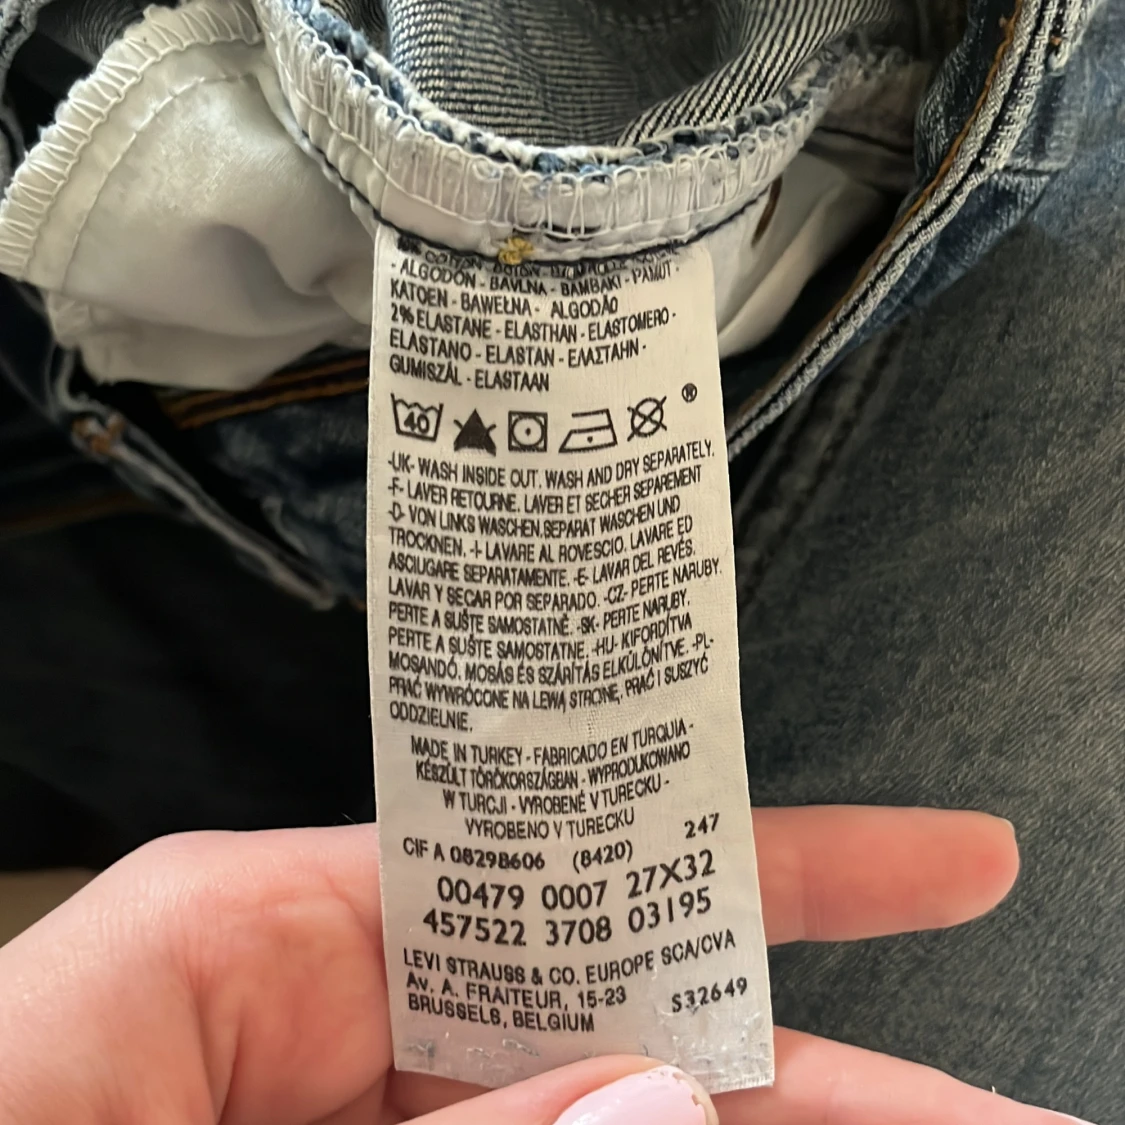 COTTON
· ALGODÓN - BAVLNA - BAMBAKI - PAMUT ·
KATOEN - BAWEŁNA - ALGODÃO
2% ELASTANE - ELASTHAN - ELASTOMERO ·
ELASTANO - ELASTAN - ΕΛΑΣΤΑΗΝ ·
GUMISZÁL - ELASTAAN
40
®
-UK- WASH INSIDE OUT. WASH AND DRY SEPARATELY.
-F- LAVER RETOURNE. LAVER ET SECHER SEPAREMENT
-D- VON LINKS WASCHEN.SEPARAT WASCHEN UND
TROCKNEN. -I- LAVARE AL ROVESCIO. LAVARE ED
ASCIUGARE SEPARATAMENTE. -E- LAVAR DEL REVÉS.
LAVAR Y SECAR POR SEPARADO. -CZ- PERTE NARUBY.
PERTE A SUŠTE SAMOSTATNĚ. -SK- PERTE NARUBY.
PERTE A SUŠTE SAMOSTATNE. -HU- KIFORDÍTVA
MOSANDÓ. MOSÁS ÉS SZÁRÍTÁS ELKÜLÖNÍTVE. -PL-
PRAĆ WYWRÓCONE NA LEWĄ STRONĘ. PRAĆ I SUSZYĆ
ODDZIELNIE.
MADE IN TURKEY - FABRICADO EN TURQUIA -
KÉSZÜLT TÖRÖKORSZÁGBAN - WYPRODUKOWANO
W TURCJI - VYROBENÉ V TURECKU -
VYROBENO V TURECKU 247
CIF A 08298606 (8420)
00479 0007 27X32
457522 3708 03195
LEVI STRAUSS & CO. EUROPE SCA/CVA
Av. A. FRAITEUR, 15-23 S32649
BRUSSELS, BELGIUM